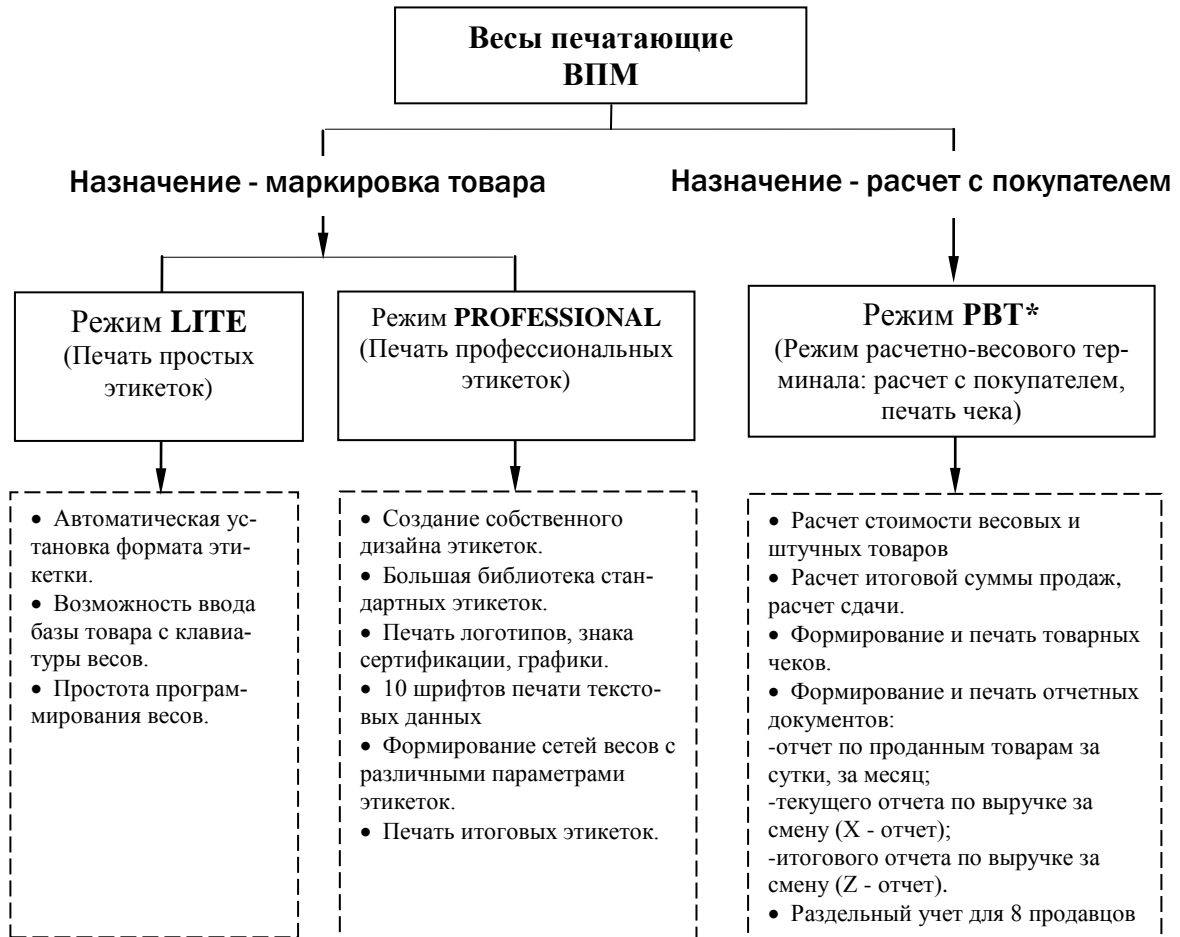 Весы печатающие
ВПМ
Назначение - маркировка товара
Назначение - расчет с покупателем
Режим LITE
(Печать простых
этикеток)
Режим PROFESSIONAL
(Печать профессиональных
этикеток)
Режим РВТ*
(Режим расчетно-весового тер-
минала: расчет с покупателем,
печать чека)
• Автоматическая ус-
тановка формата эти-
кетки.
• Возможность ввода
базы товара с клавиа-
туры весов.
• Простота програм-
мирования весов.
• Создание собственного
дизайна этикеток.
• Большая библиотека стан-
дартных этикеток.
• Печать логотипов, знака
сертификации, графики.
• 10 шрифтов печати тексто-
вых данных
• Формирование сетей весов с
различными параметрами
этикеток.
• Печать итоговых этикеток.
• Расчет стоимости весовых и
штучных товаров
• Расчет итоговой суммы продаж,
расчет сдачи.
• Формирование и печать товарных
чеков.
• Формирование и печать отчетных
документов:
-отчет по проданным товарам за
сутки, за месяц;
-текущего отчета по выручке за
смену (X - отчет);
-итогового отчета по выручке за
смену (Z - отчет).
• Раздельный учет для 8 продавцов